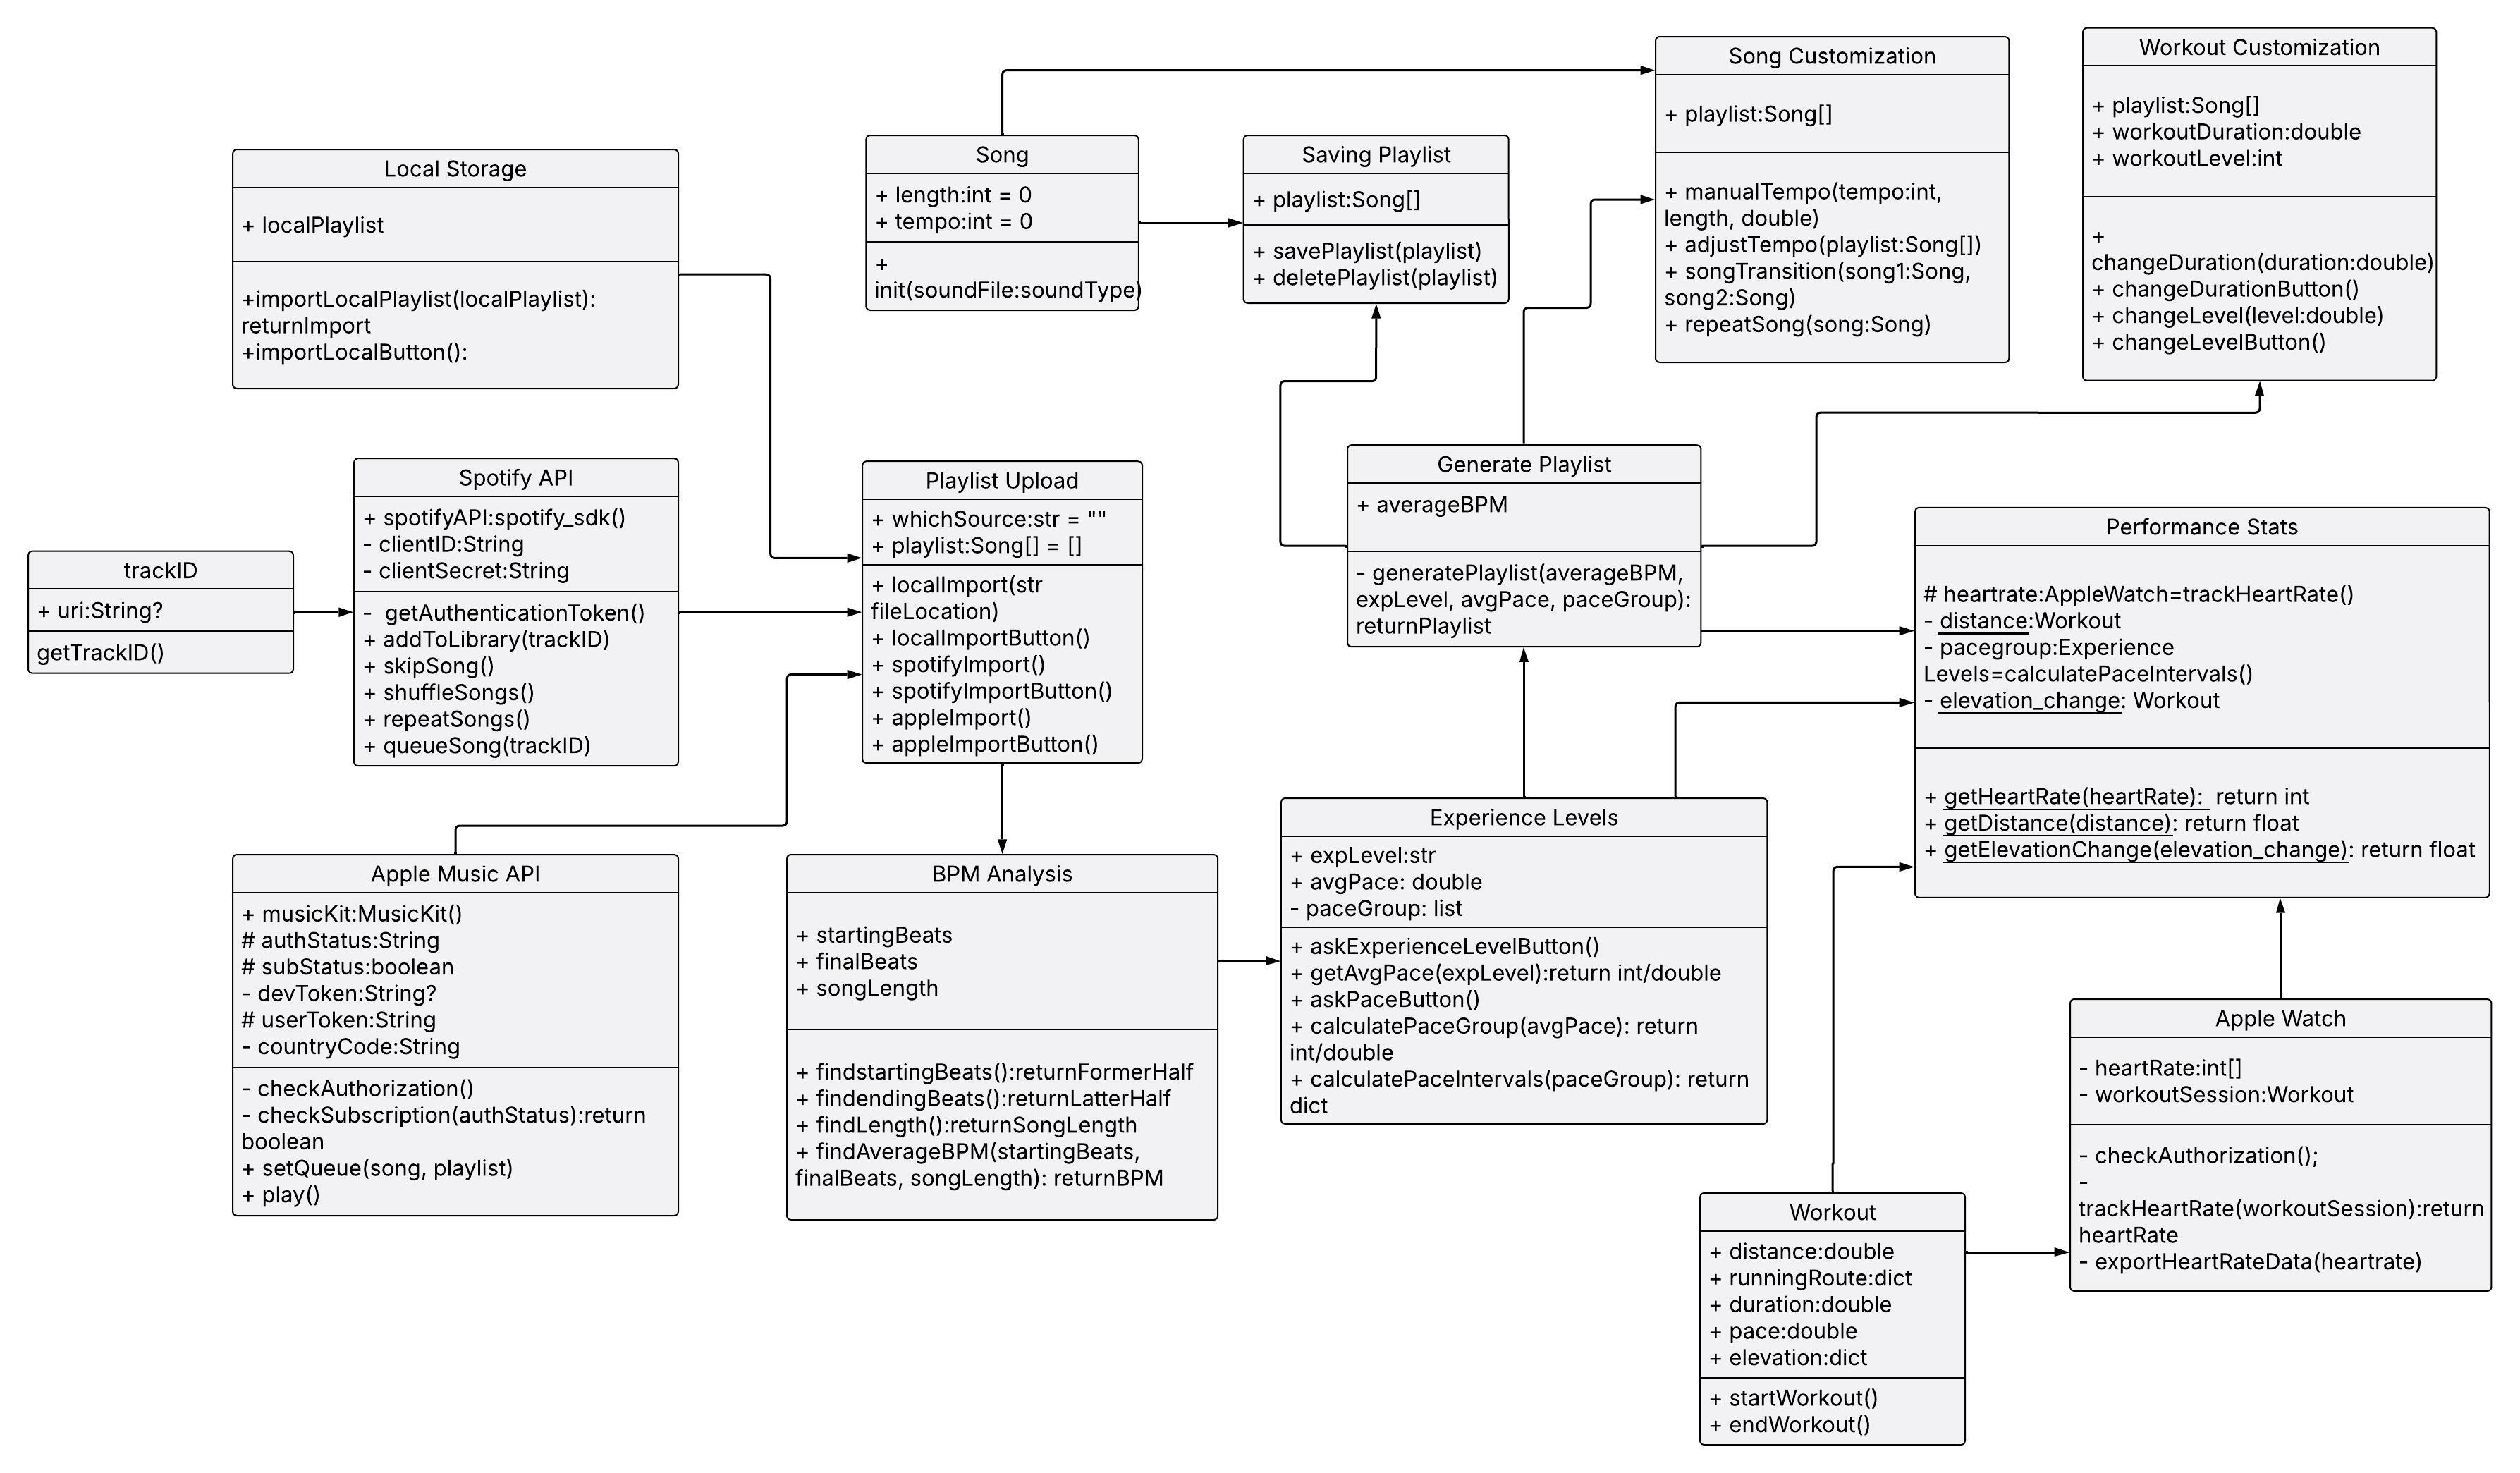 Local Storage
+ localPlaylist
+importLocalPlaylist(localPlaylist):
returnImport
+importLocalButton():
Song
+ length:int = 0
+ tempo:int = 0
+
init(soundFile:soundType)
Saving Playlist
+ playlist:Song[]
+ savePlaylist(playlist)
+ deletePlaylist(playlist)
Song Customization
+ playlist:Song[]
+ manualTempo(tempo:int,
length, double)
+ adjustTempo(playlist:Song[])
+ songTransition(song1:Song,
song2:Song)
+ repeatSong(song:Song)
Workout Customization
+ playlist:Song[]
+ workoutDuration:double
+ workoutLevel:int
+
changeDuration(duration:double)
+ changeDurationButton()
+ changeLevel(level:double)
+ changeLevelButton()
trackID
+ uri:String?
getTrackID()
Spotify API
+ spotifyAPI:spotify_sdk()
- clientID:String
- clientSecret:String
- getAuthenticationToken()
+ addToLibrary(trackID)
+ skipSong()
+ shuffleSongs()
+ repeatSongs()
+ queueSong(trackID)
Playlist Upload
+ whichSource:str = ""
+ playlist:Song[] = []
+ localImport(str
fileLocation)
+ localImportButton()
+ spotifyImport()
+ spotifyImportButton()
+ appleImport()
+ appleImportButton()
Generate Playlist
+ averageBPM
- generatePlaylist(averageBPM,
expLevel, avgPace, paceGroup):
returnPlaylist
Performance Stats
# heartrate:AppleWatch=trackHeartRate()
- distance:Workout
- pacegroup:Experience
Levels=calculatePaceIntervals()
- elevation_change: Workout
+ getHeartRate(heartRate): return int
+ getDistance(distance): return float
+ getElevationChange(elevation_change): return float
Apple Music API
+ musicKit:MusicKit()
# authStatus:String
# subStatus:boolean
- devToken:String?
# userToken:String
- countryCode:String
- checkAuthorization()
- checkSubscription(authStatus):return
boolean
+ setQueue(song, playlist)
+ play()
BPM Analysis
+ startingBeats
+ finalBeats
+ songLength
+ findstartingBeats():returnFormerHalf
+ findendingBeats():returnLatterHalf
+ findLength():returnSongLength
+ findAverageBPM(startingBeats,
finalBeats, songLength): returnBPM
Experience Levels
+ expLevel:str
+ avgPace: double
- paceGroup: list
+ askExperienceLevelButton()
+ getAvgPace(expLevel):return int/double
+ askPaceButton()
+ calculatePaceGroup(avgPace): return
int/double
+ calculatePaceIntervals(paceGroup): return
dict
Workout
+ distance:double
+ runningRoute:dict
+ duration:double
+ pace:double
+ elevation:dict
+ startWorkout()
+ endWorkout()
Apple Watch
- heartRate:int[]
- workoutSession:Workout
- checkAuthorization();
-
trackHeartRate(workoutSession):return
heartRate
- exportHeartRateData(heartrate)